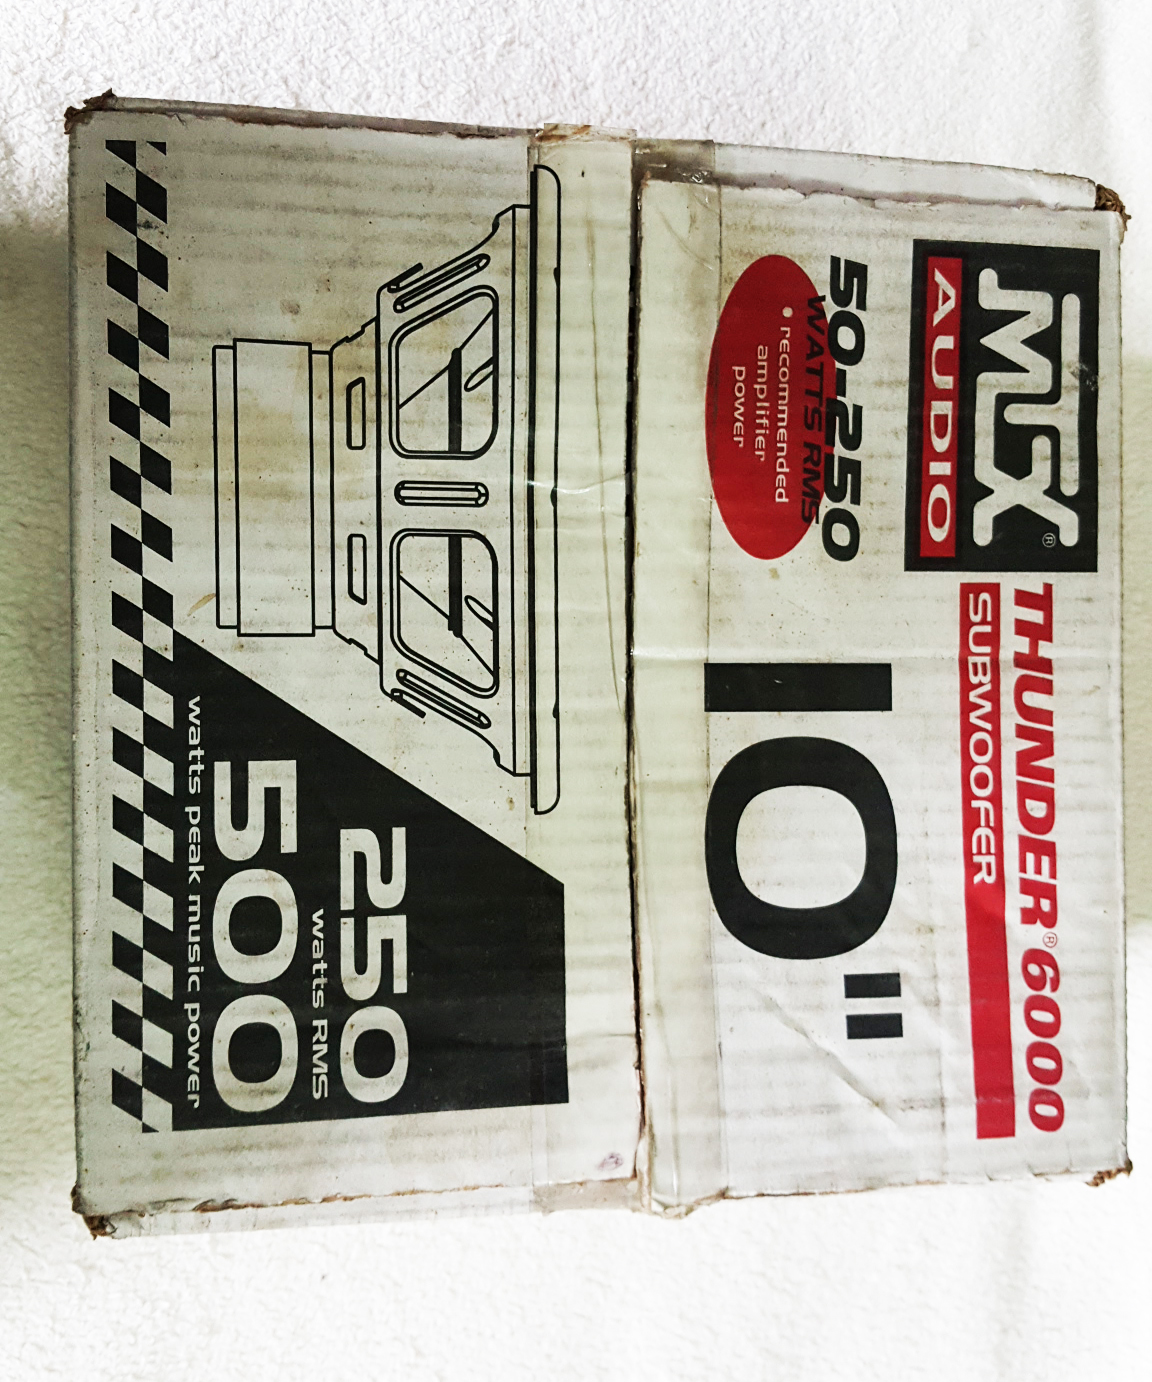 MTX®
AUDIO
THUNDER® 6000
SUBWOOFER
50-250
WATTS RMS
• recommended
amplifier
power
10"
250
watts RMS
500
watts peak music power